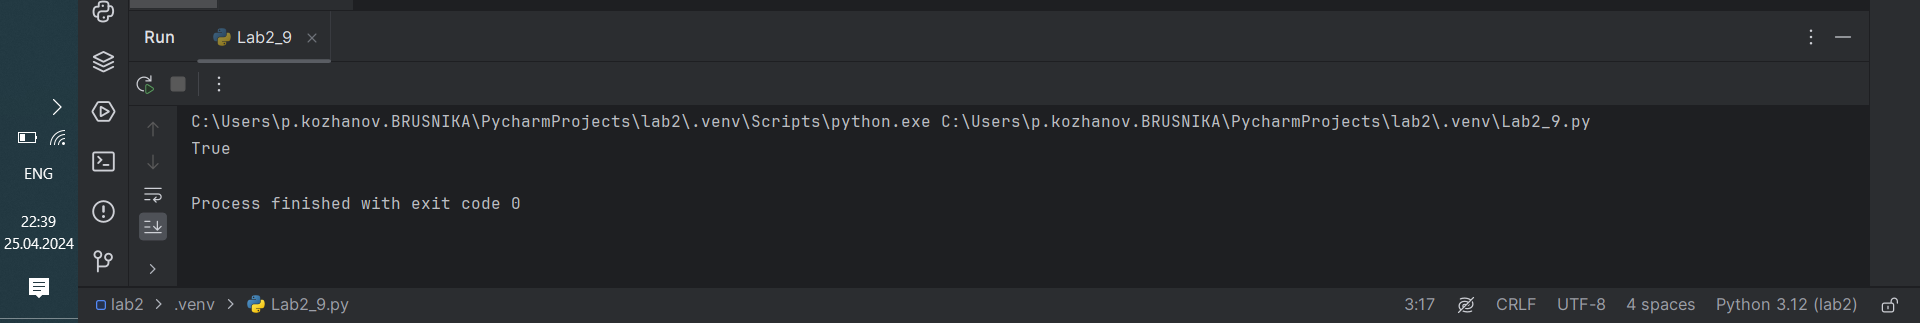 Run Lab2_9
C:\Users\p.kozhanov.BRUSNIKA\PycharmProjects\lab2\.venv\Scripts\python.exe C:\Users\p.kozhanov.BRUSNIKA\PycharmProjects\lab2\.venv\Lab2_9.py
True
Process finished with exit code 0
ENG
22:39
25.04.2024
lab2 > .venv > Lab2_9.py 3:17 CRLF UTF-8 4 spaces Python 3.12 (lab2)